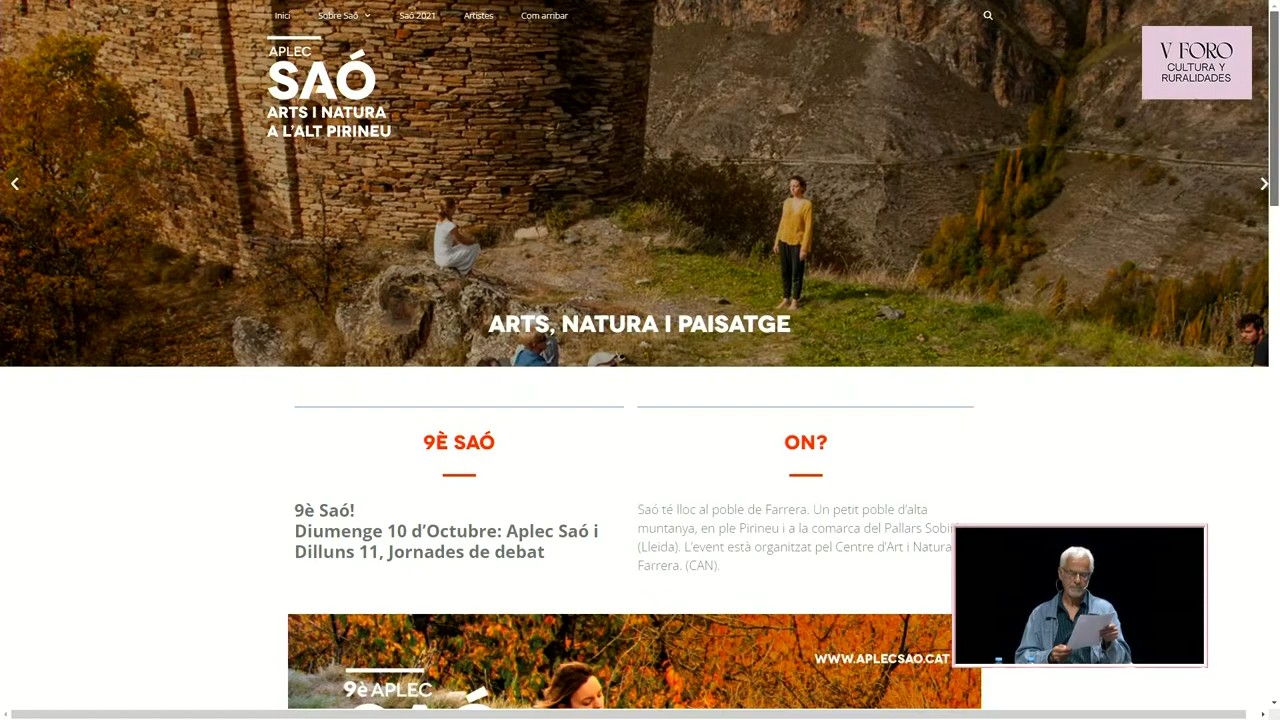 Inici
Sobre Saó
Saó 2021
Artistes
Com arribar
APLEC
SAÓ
ARTS I NATURA
A L'ALT PIRINEU
V FORO
CULTURA Y
RURALIDADES
ARTS, NATURA I PAISATGE
9È SAÓ
9è Saó!
Diumenge 10 d'Octubre: Aplec Saó i
Dilluns 11, Jornades de debat
ON?
Saó té lloc al poble de Farrera. Un petit poble d'alta
muntanya, en ple Pirineu i a la comarca del Pallars
(Lleida). L'event està organitzat pel Centre d'Art i Natura
Farrera. (CAN).
WWW.APLECSAO.CAT
9è APLEC